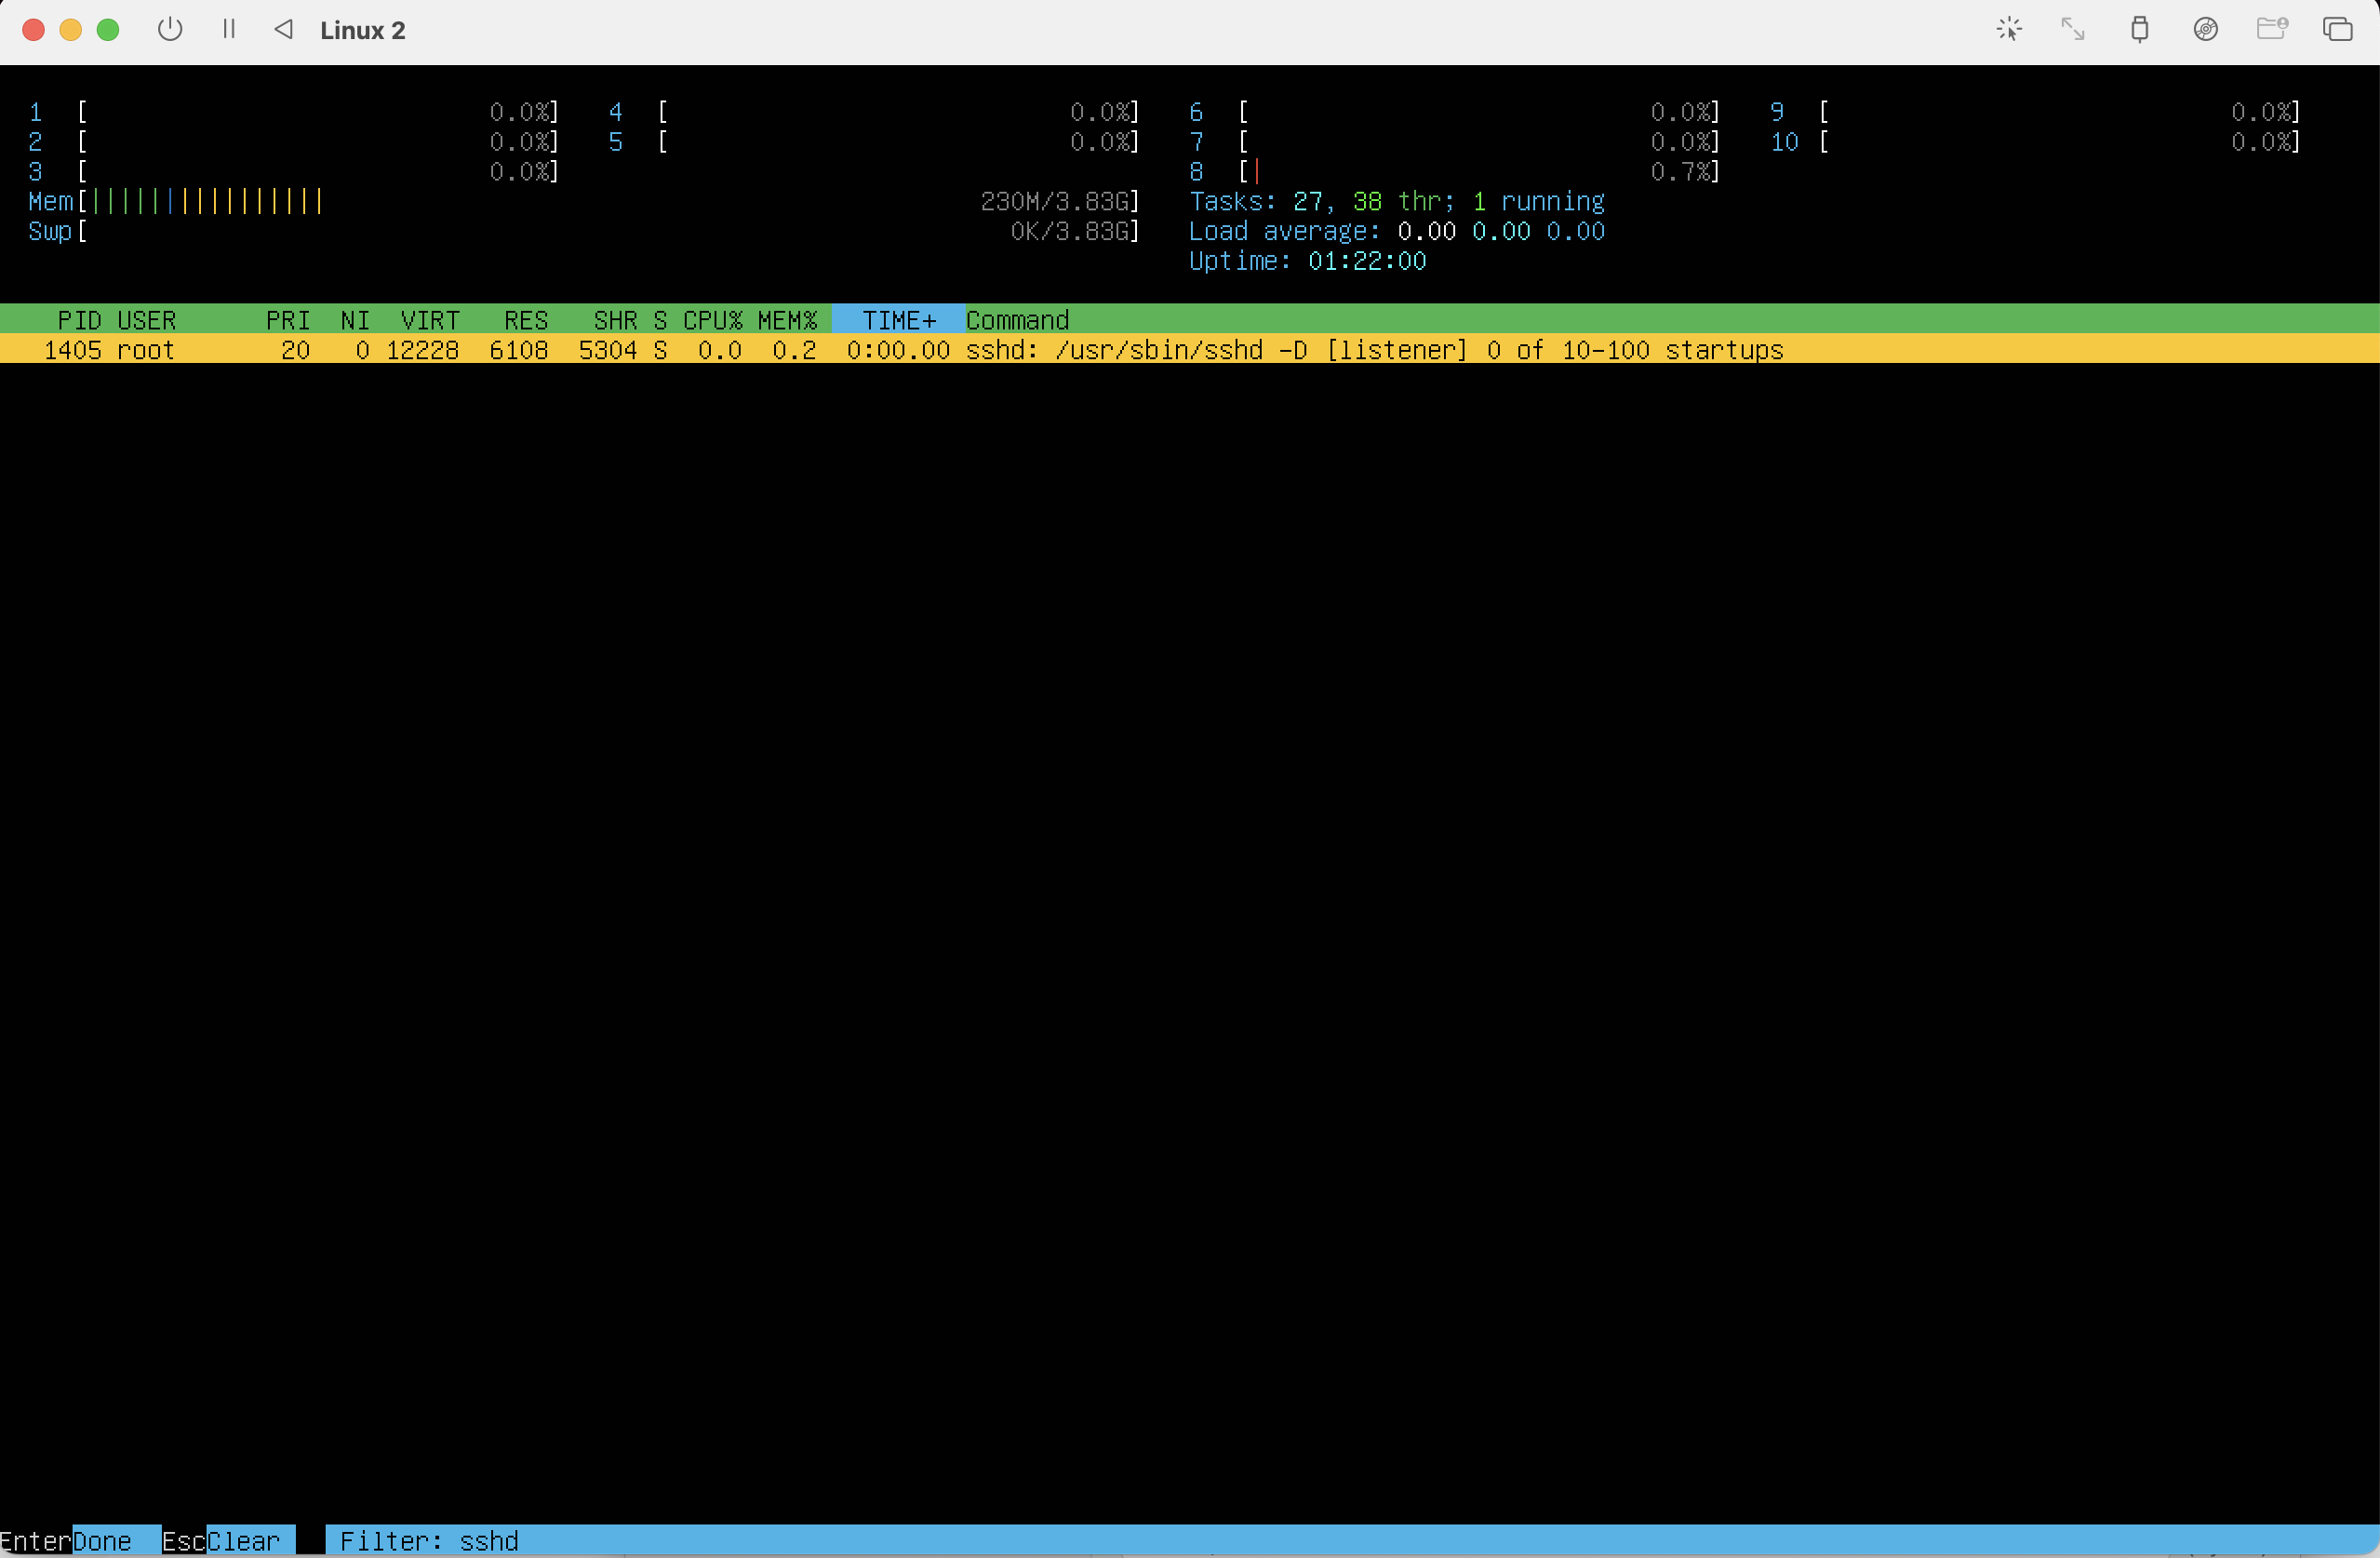 Linux 2
1 [ 0.0%] 4 [ 0.0%] 6 [ 0.0%] 9 [ 0.0%]
2 [ 0.0%] 5 [ 0.0%] 7 [ 0.0%] 10 [ 0.0%]
3 [ 0.0%] 8 [| 0.7%]
Mem[|||||||||||||||| 230M/3.83G] Tasks: 27, 38 thr; 1 running
Swp[ 0K/3.83G] Load average: 0.00 0.00 0.00
Uptime: 01:22:00
PID USER PRI NI VIRT RES SHR S CPU% MEM% TIME+ Command
1405 root 20 0 12228 6108 5304 S 0.0 0.2 0:00.00 sshd: /usr/sbin/sshd -D [listener] 0 of 10-100 startups
EnterDone EscClear Filter: sshd